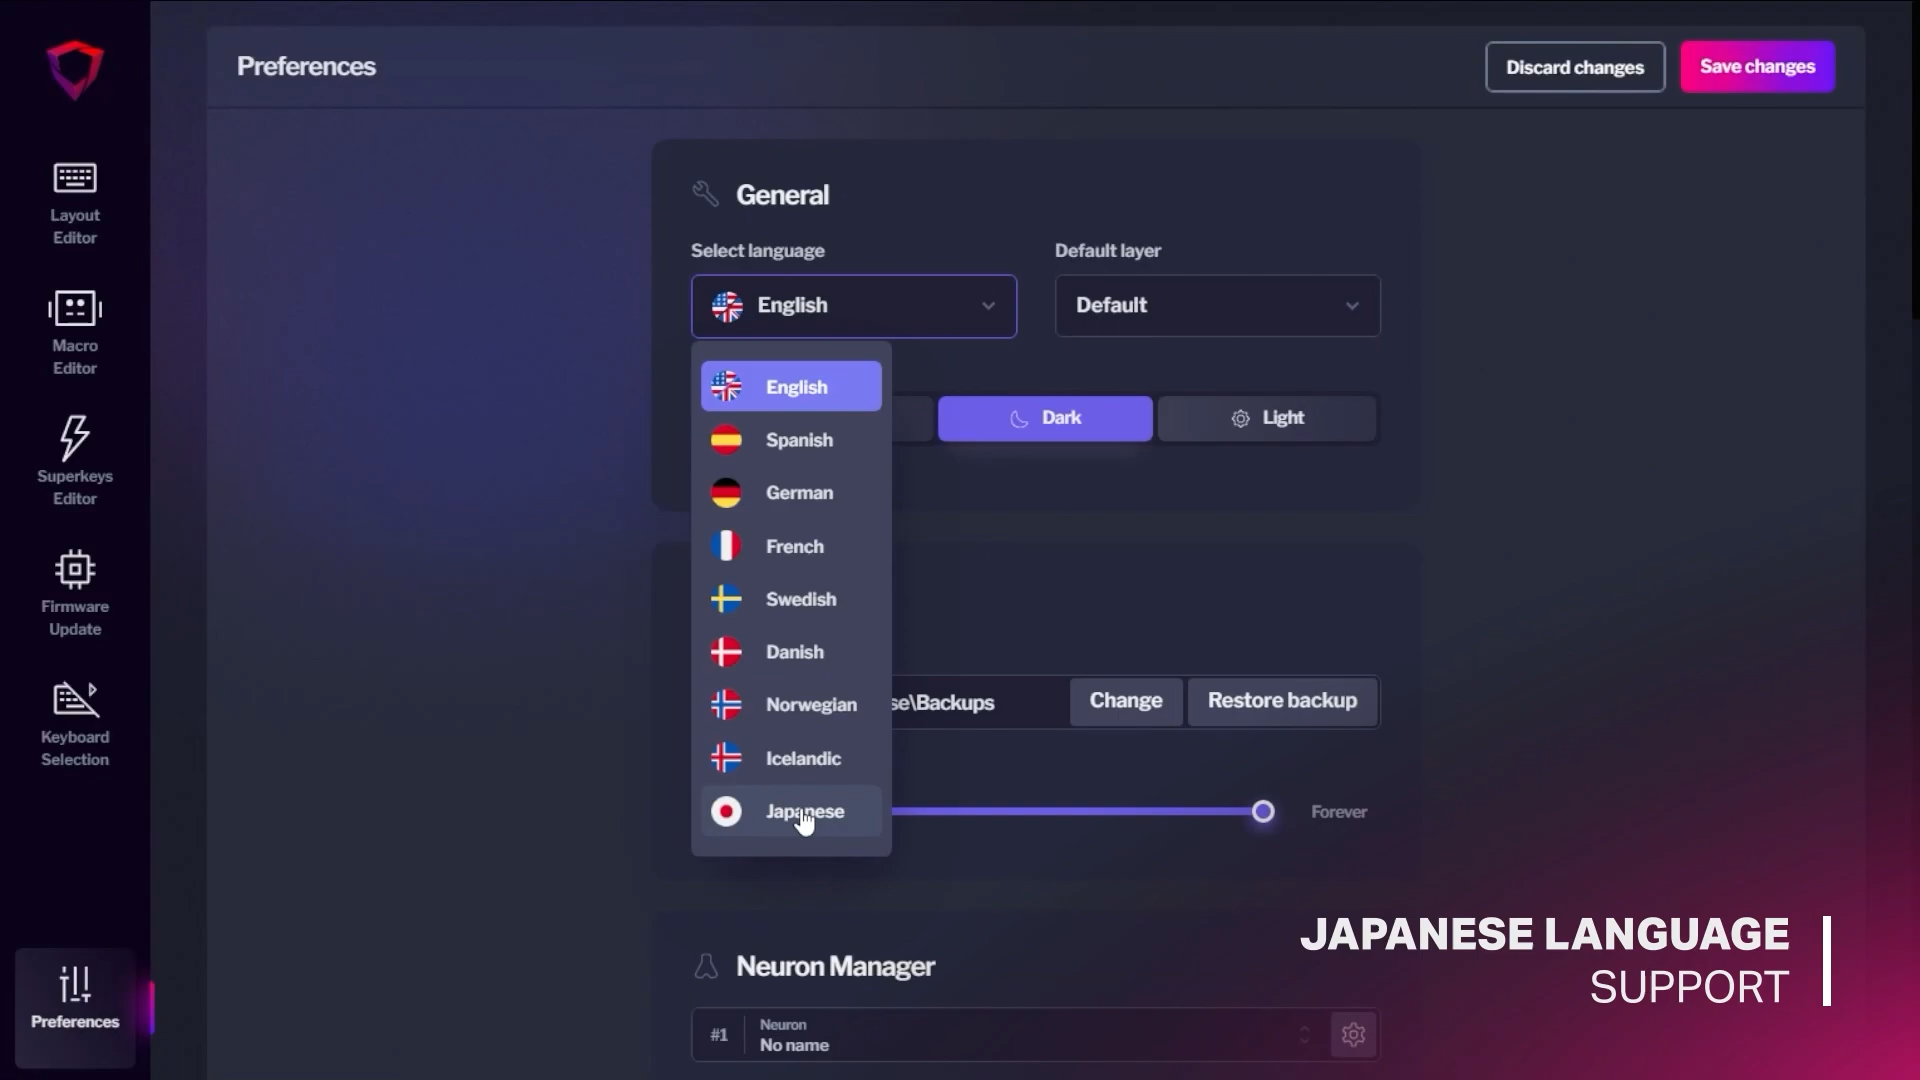 Preferences
Discard changes
Save changes
Layout
Editor
Macro
Editor
Superkeys
Editor
Firmware
Update
Keyboard
Selection
Preferences
General
Select language
Default layer
English
Default
English
Spanish
German
French
Swedish
Danish
Norwegian
Icelandic
Japanese
Dark
Light
se\Backups
Change
Restore backup
Forever
Neuron Manager
#1
Neuron
No name
JAPANESE LANGUAGE
SUPPORT